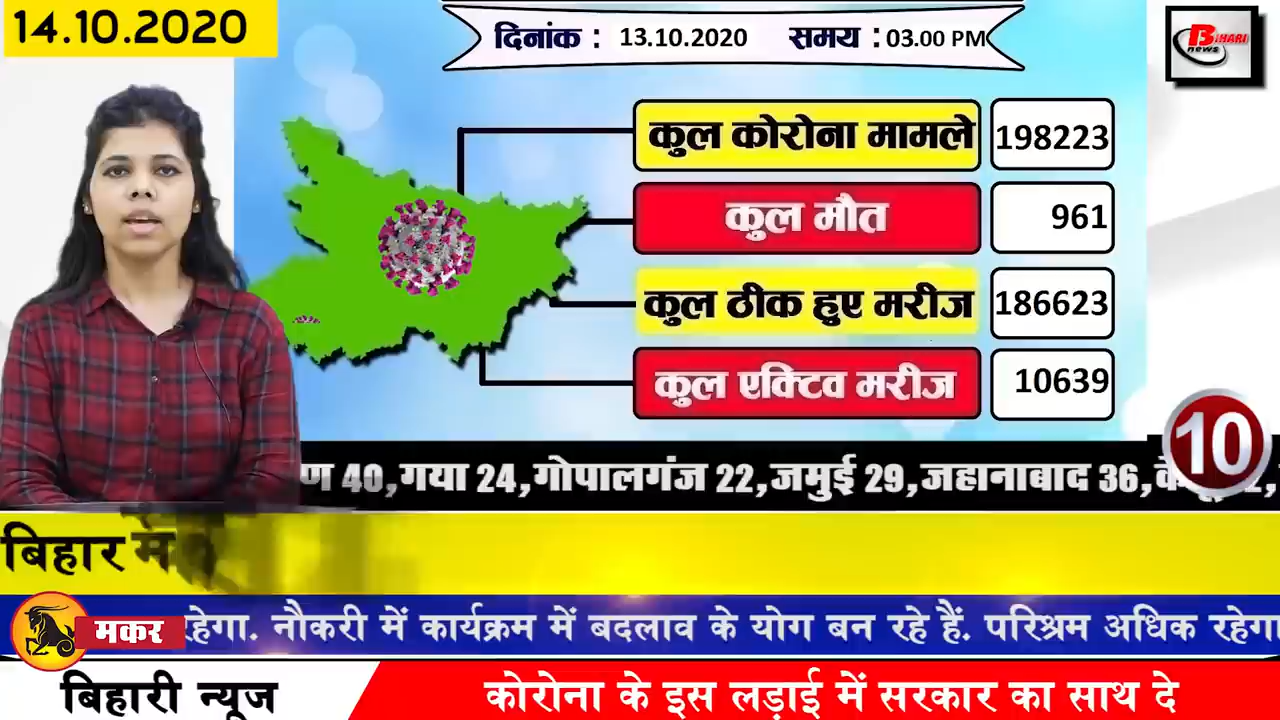 14.10.2020
दिनांक : 13.10.2020 समय : 03.00 PM
BIHARI
news
कुल कोरोना मामले 198223
कुल मौत 961
कुल ठीक हुए मरीज 186623
कुल एक्टिव मरीज 10639
10
40,गया 24,गोपालगंज 22,जमुई 29,जहानाबाद 36,
बिहार में
मकर रहेगा. नौकरी में कार्यक्रम में बदलाव के योग बन रहे हैं. परिश्रम अधिक रहेगा
बिहारी न्यूज कोरोना के इस लड़ाई में सरकार का साथ दे